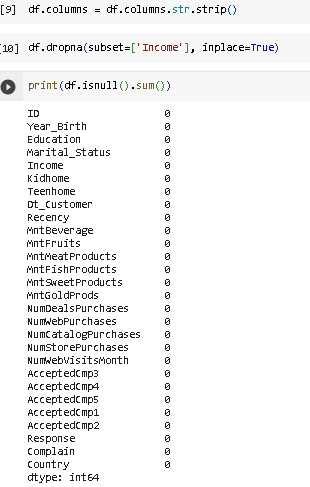 [9] df.columns = df.columns.str.strip()
[10] df.dropna(subset=['Income'], inplace=True)
print(df.isnull().sum())
ID 0
Year_Birth 0
Education 0
Marital_Status 0
Income 0
Kidhome 0
Teenhome 0
Dt_Customer 0
Recency 0
MntBeverage 0
MntFruits 0
MntMeatProducts 0
MntFishProducts 0
MntSweetProducts 0
MntGoldProds 0
NumDealsPurchases 0
NumWebPurchases 0
NumCatalogPurchases 0
NumStorePurchases 0
NumWebVisitsMonth 0
AcceptedCmp3 0
AcceptedCmp4 0
AcceptedCmp5 0
AcceptedCmp1 0
AcceptedCmp2 0
Response 0
Complain 0
Country 0
dtype: int64